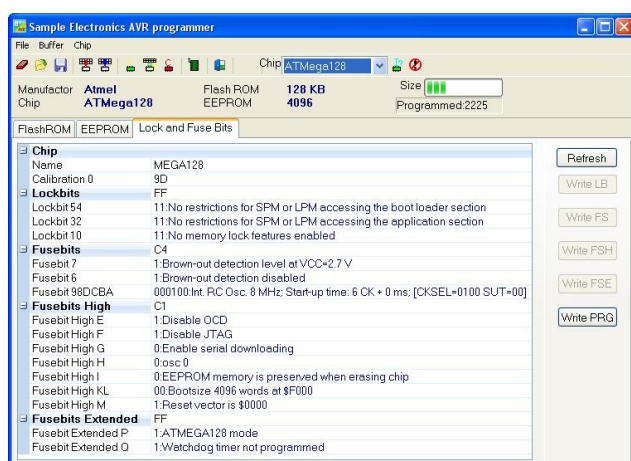 Sample Electronics AVR programmer
File Buffer Chip
Chip ATMega128
Manufactor Atmel Flash ROM 128 KB Size
Chip ATMega128 EEPROM 4096 Programmed:2225
FlashROM EEPROM Lock and Fuse Bits
Chip
Name MEGA128
Calibration 0 9D
Lockbits FF
Lockbit 54 11:No restrictions for SPM or LPM accessing the boot loader section
Lockbit 32 11:No restrictions for SPM or LPM accessing the application section
Lockbit 10 11:No memory lock features enabled
Fusebits C4
Fusebit 7 1:Brown-out detection level at VCC=2.7 V
Fusebit 6 1:Brown-out detection disabled
Fusebit 98DCBA 000100:Int. RC Osc. 8 MHz; Start-up time: 6 CK + 0 ms; [CKSEL=0100 SUT=00]
Fusebits High C1
Fusebit High E 1:Disable OCD
Fusebit High F 1:Disable JTAG
Fusebit High G 0:Enable serial downloading
Fusebit High H 0:osc 0
Fusebit High I 0:EEPROM memory is preserved when erasing chip
Fusebit High KL 00:Bootsize 4096 words at $F000
Fusebit High M 1:Reset vector is $0000
Fusebits Extended FF
Fusebit Extended P 1:ATMEGA128 mode
Fusebit Extended Q 1:Watchdog timer not programmed
Refresh
Write LB
Write FS
Write FSH
Write FSE
Write PRG